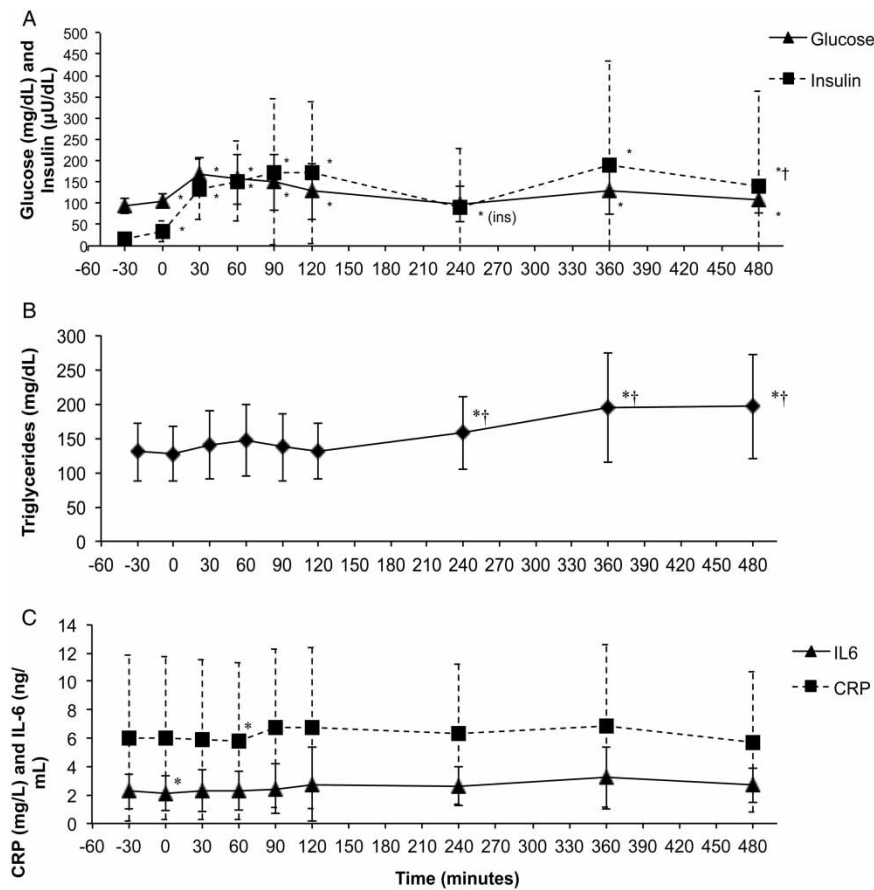 A
Glucose (mg/dL) and
Insulin (µU/dL)
500
450
400
350
300
250
200
150
100
50
0
-60 -30 0 30 60 90 120 150 180 210 240 270 300 330 360 390 420 450 480
Glucose
Insulin
* * * * * * * * * * * (ins) * * *† *
B
Triglycerides (mg/dL)
300
250
200
150
100
50
0
-60 -30 0 30 60 90 120 150 180 210 240 270 300 330 360 390 420 450 480
*† *† *†
C
CRP (mg/L) and IL-6 (ng/
mL)
14
12
10
8
6
4
2
0
-60 -30 0 30 60 90 120 150 180 210 240 270 300 330 360 390 420 450 480
IL6
CRP
* *
Time (minutes)